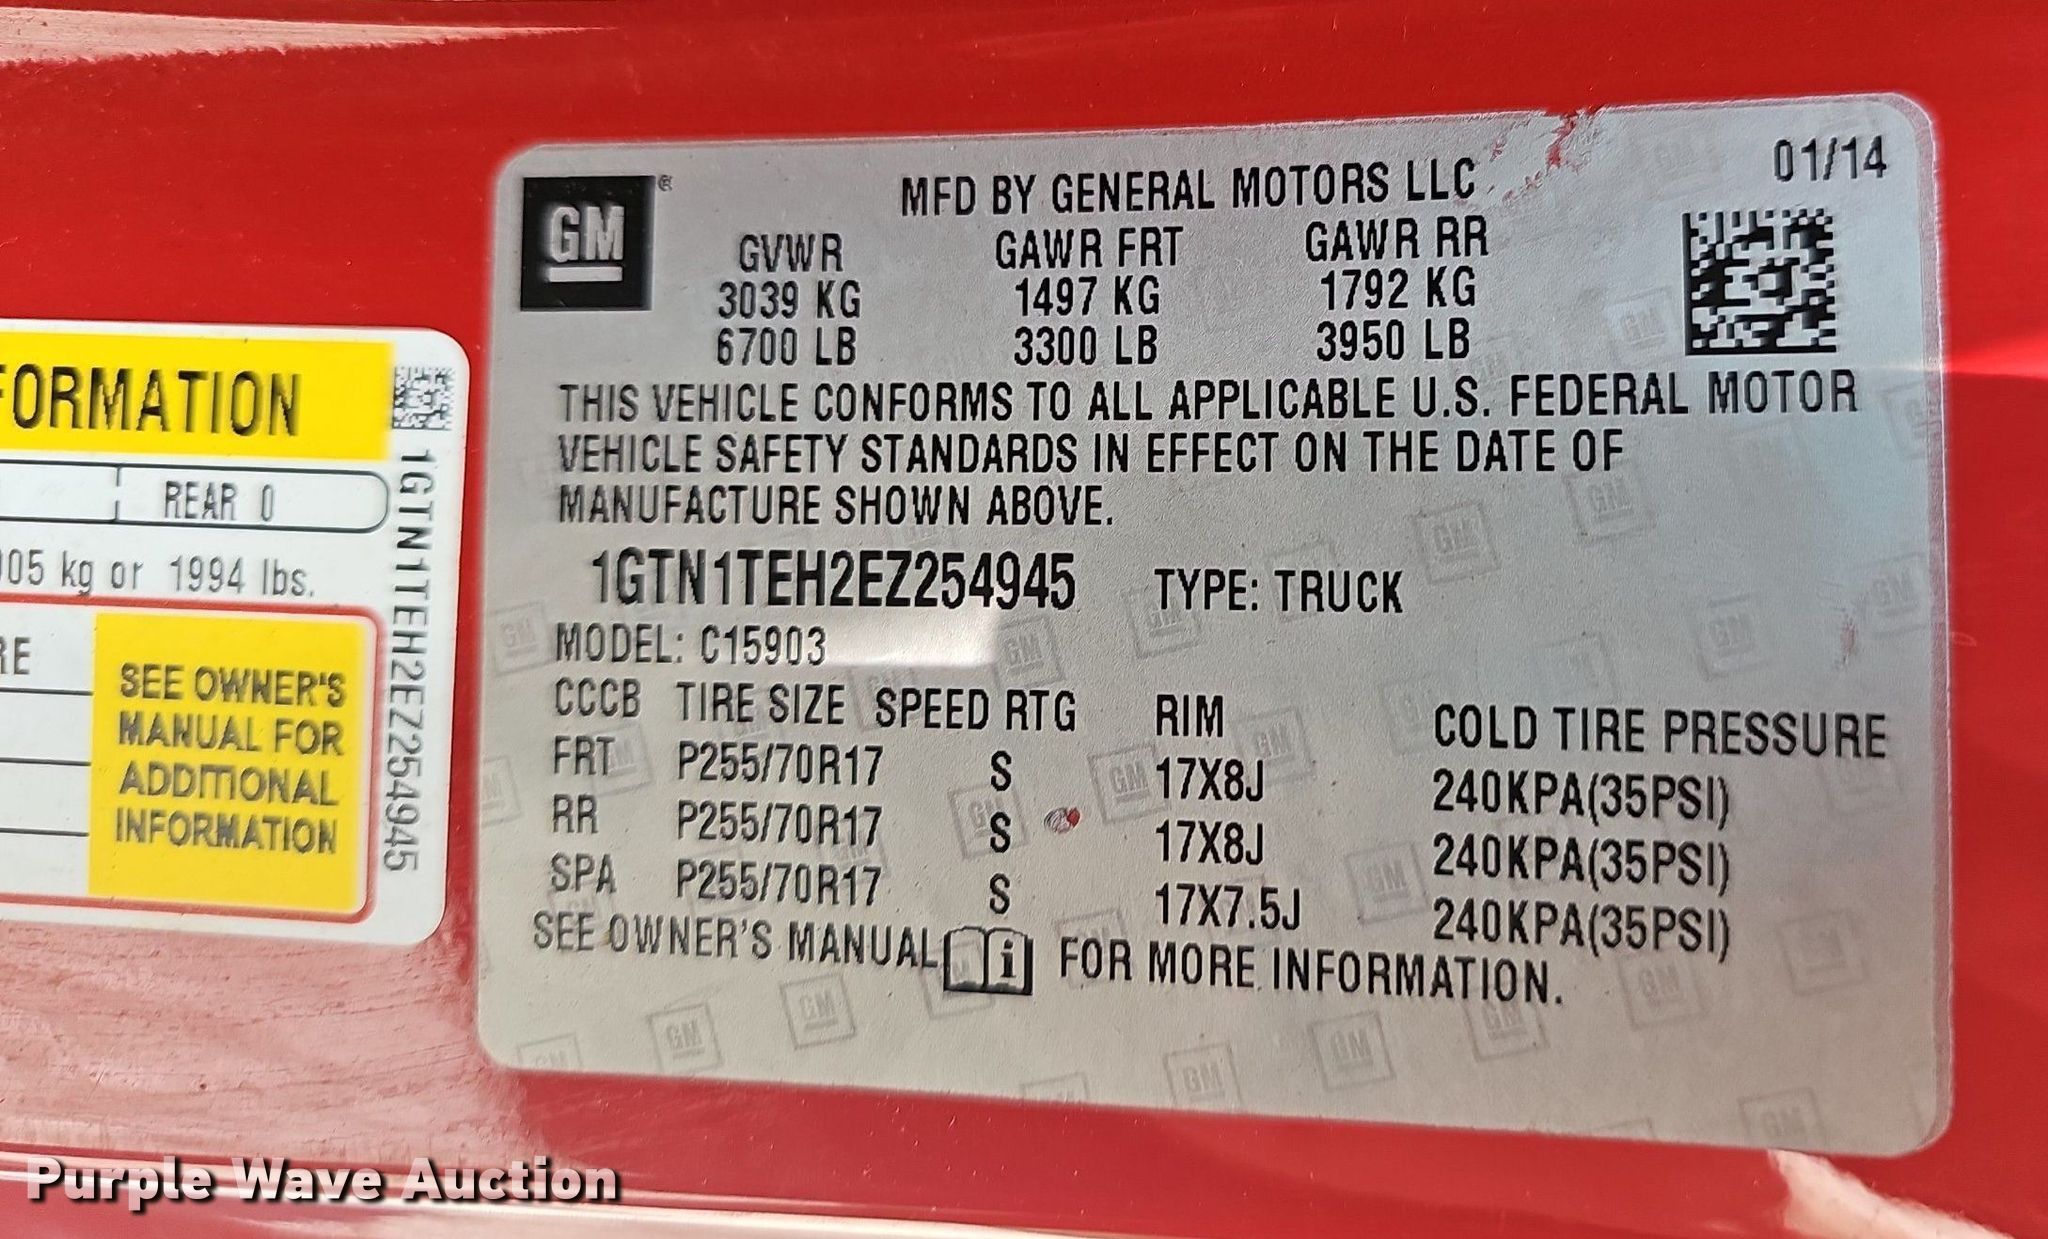 FORMATION
REAR 0
05 kg or 1994 lbs.
RE
SEE OWNER'S
MANUAL FOR
ADDITIONAL
INFORMATION
1GTN1TEH2EZ254945
GM ®
MFD BY GENERAL MOTORS LLC 01/14
GVWR GAWR FRT GAWR RR
3039 KG 1497 KG 1792 KG
6700 LB 3300 LB 3950 LB
THIS VEHICLE CONFORMS TO ALL APPLICABLE U.S. FEDERAL MOTOR
VEHICLE SAFETY STANDARDS IN EFFECT ON THE DATE OF
MANUFACTURE SHOWN ABOVE.
1GTN1TEH2EZ254945 TYPE: TRUCK
MODEL: C15903
CCCB TIRE SIZE SPEED RTG RIM COLD TIRE PRESSURE
FRT P255/70R17 S 17X8J 240KPA(35PSI)
RR P255/70R17 S 17X8J 240KPA(35PSI)
SPA P255/70R17 S 17X7.5J 240KPA(35PSI)
SEE OWNER'S MANUAL i FOR MORE INFORMATION.
Purple Wave Auction